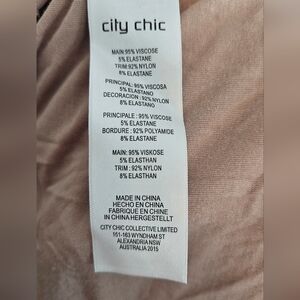 city chic
MAIN:95% VISCOSE
5% ELASTANE
TRIM:92% NYLON
8% ELASTANE
PRINCIPAL: 95% VISCOSA
5% ELASTANO
DECORACION : 92% NYLON
8% ELASTANO
PRINCIPALE : 95% VISCOSE
5% ELASTANE
BORDURE : 92% POLYAMIDE
8% ELASTANE
MAIN: 95% VISKOSE
5% ELASTHAN
TRIM : 92% NYLON
8% ELASTHAN
MADE IN CHINA
HECHO EN CHINA
FABRIQUE EN CHINE
IN CHINA HERGESTELLT
CITY CHIC COLLECTIVE LIMITED
151-163 WYNDHAM ST
ALEXANDRIA NSW
AUSTRALIA 2015